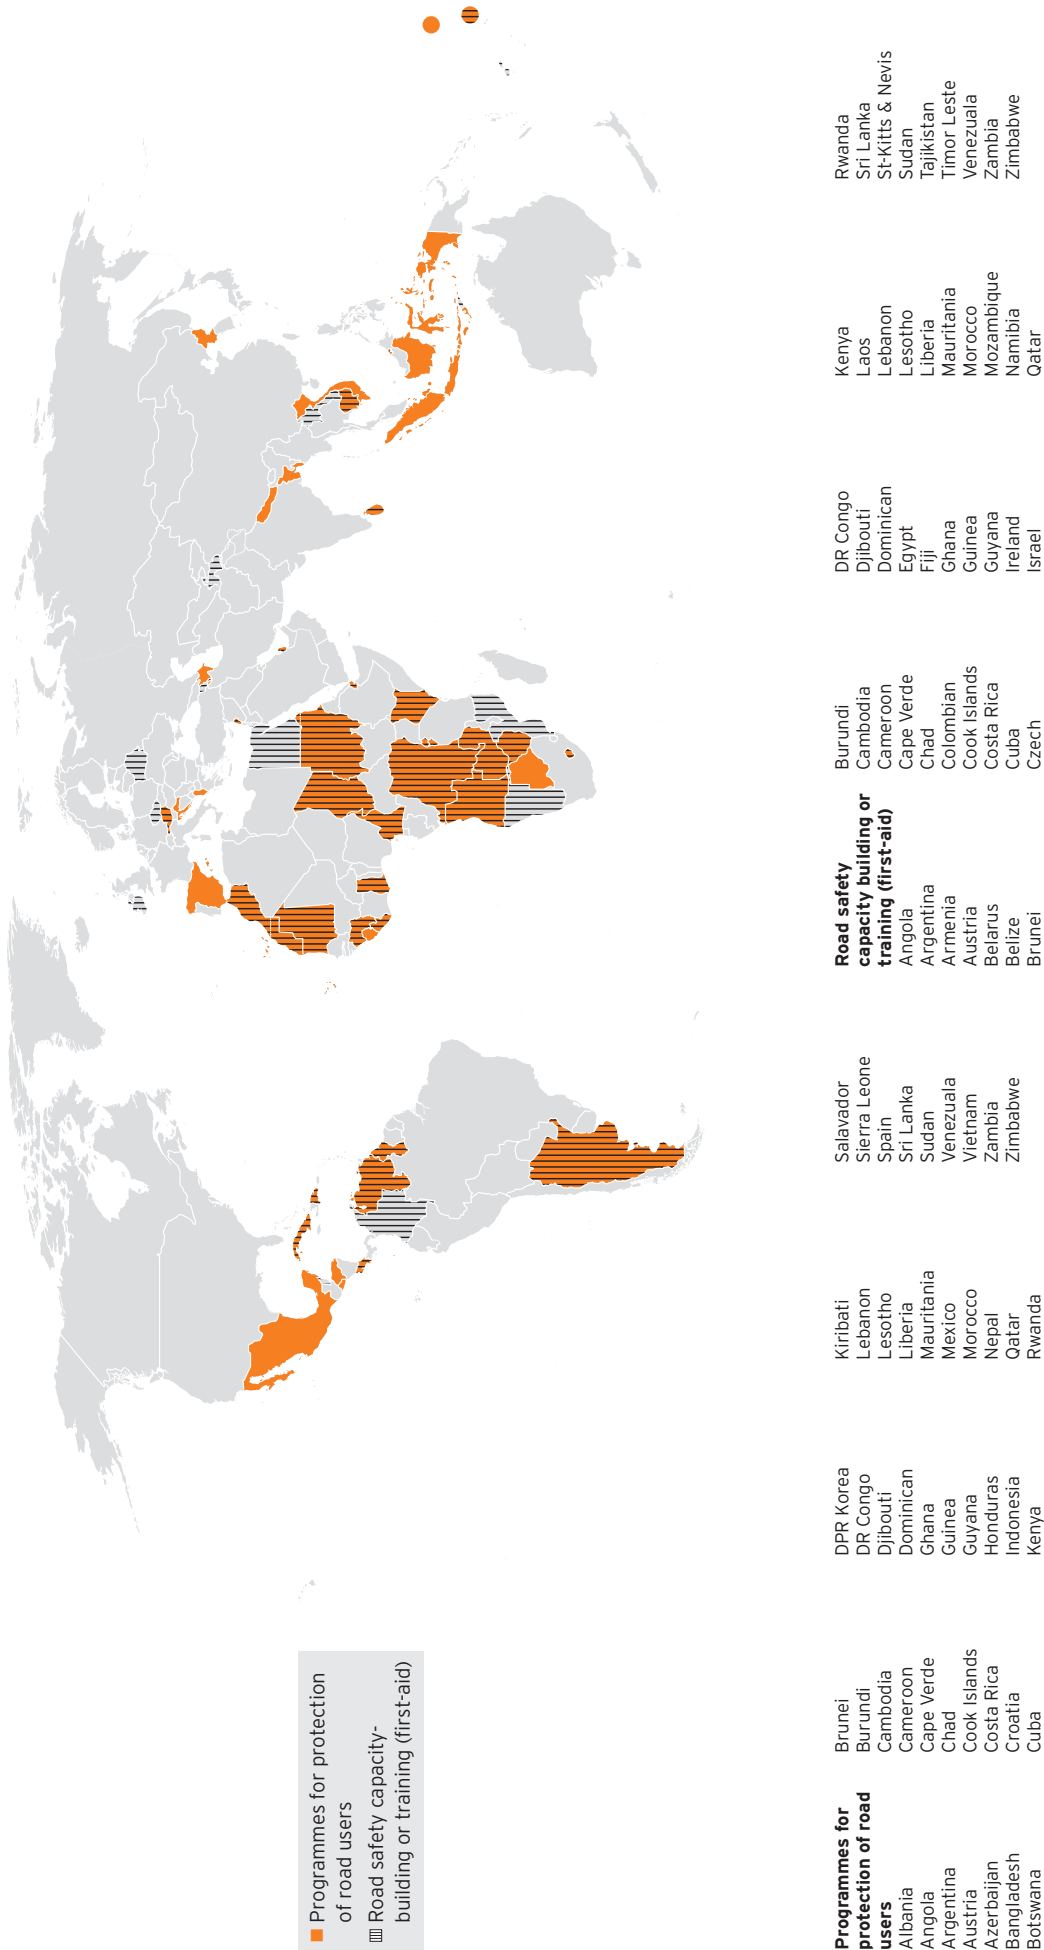 Programmes for protection
of road users
Road safety capacity-
building or training (first-aid)
Programmes for
protection of road
users
Albania
Angola
Argentina
Austria
Azerbaijan
Bangladesh
Botswana
Brunei
Burundi
Cambodia
Cameroon
Cape Verde
Chad
Cook Islands
Costa Rica
Croatia
Cuba
DPR Korea
DR Congo
Djibouti
Dominican
Ghana
Guinea
Guyana
Honduras
Indonesia
Kenya
Kiribati
Lebanon
Lesotho
Liberia
Mauritania
Mexico
Morocco
Nepal
Qatar
Rwanda
Salavador
Sierra Leone
Spain
Sri Lanka
Sudan
Venezuala
Vietnam
Zambia
Zimbabwe
Road safety
capacity building or
training (first-aid)
Angola
Argentina
Armenia
Austria
Belarus
Belize
Brunei
Burundi
Cambodia
Cameroon
Cape Verde
Chad
Colombian
Cook Islands
Costa Rica
Cuba
Czech
DR Congo
Djibouti
Dominican
Egypt
Fiji
Ghana
Guinea
Guyana
Ireland
Israel
Kenya
Laos
Lebanon
Lesotho
Liberia
Mauritania
Morocco
Mozambique
Namibia
Qatar
Rwanda
Sri Lanka
St-Kitts & Nevis
Sudan
Tajikistan
Timor Leste
Venezuala
Zambia
Zimbabwe